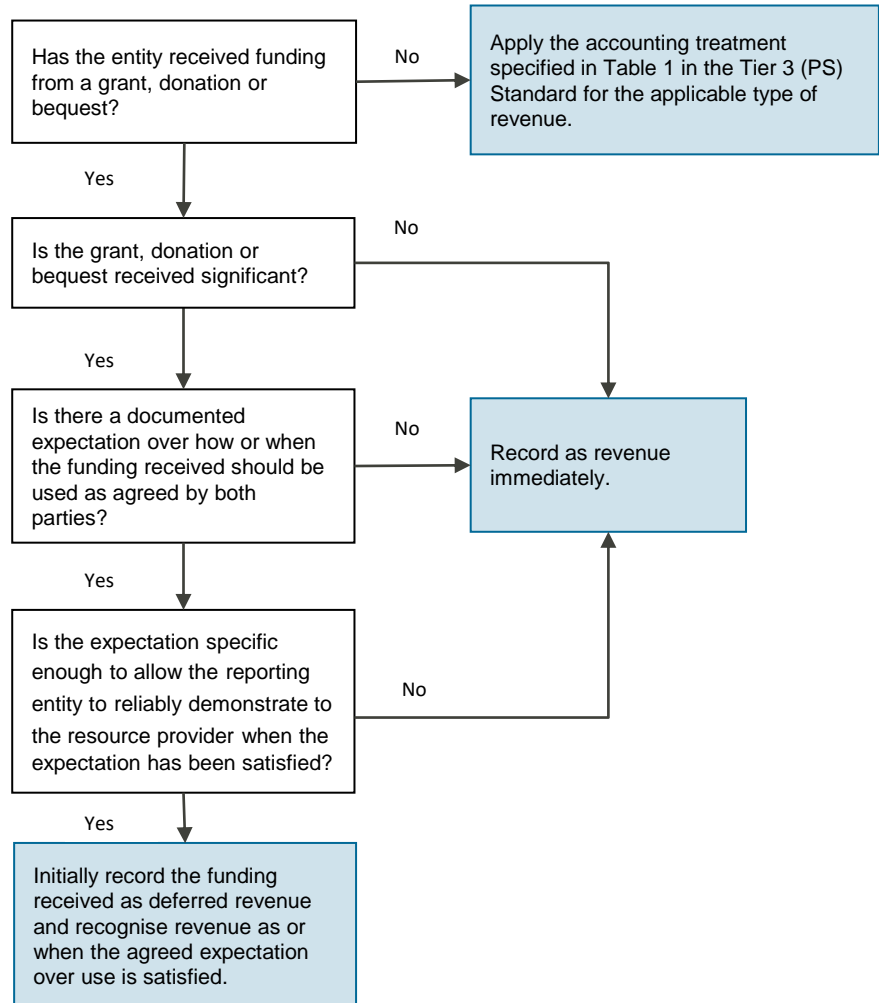 Has the entity received funding
from a grant, donation or
bequest?
No
Apply the accounting treatment
specified in Table 1 in the Tier 3 (PS)
Standard for the applicable type of
revenue.
Yes
Is the grant, donation or
bequest received significant?
No
Yes
Is there a documented
expectation over how or when
the funding received should be
used as agreed by both
parties?
No
Record as revenue
immediately.
Yes
Is the expectation specific
enough to allow the reporting
entity to reliably demonstrate to
the resource provider when the
expectation has been satisfied?
No
Yes
Initially record the funding
received as deferred revenue
and recognise revenue as or
when the agreed expectation
over use is satisfied.